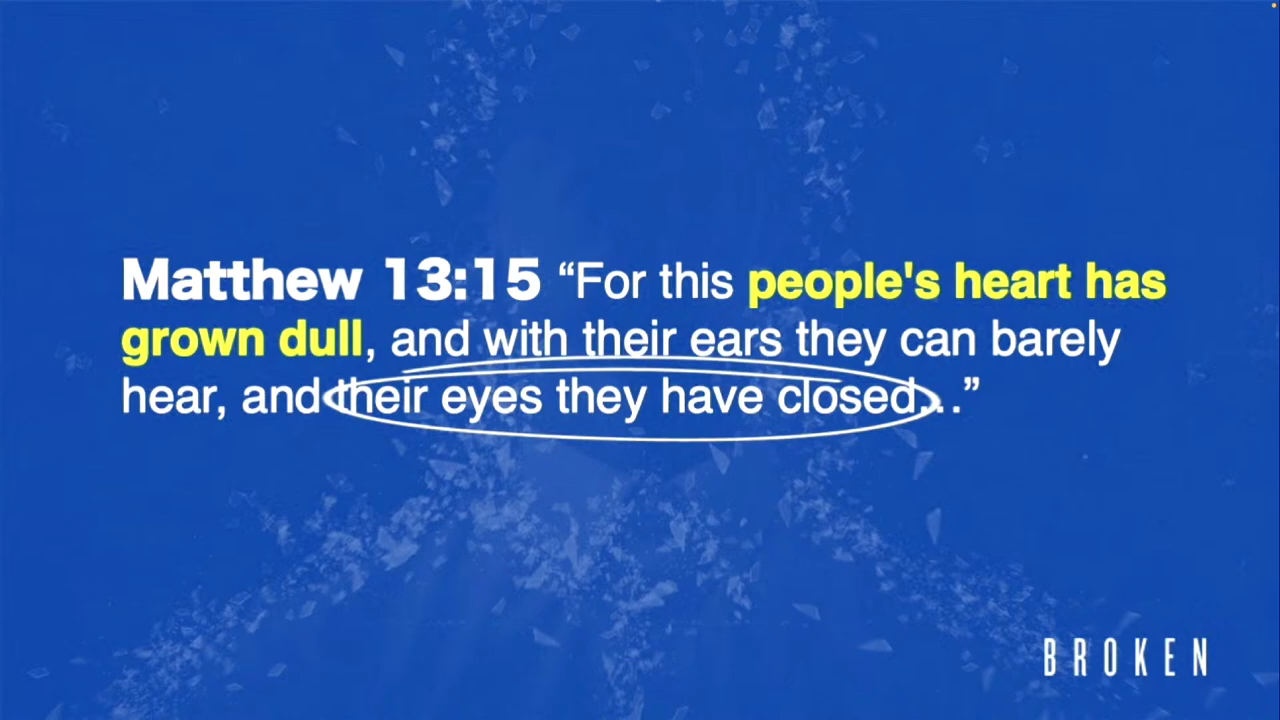 Matthew 13:15 “For this people's heart has
grown dull, and with their ears they can barely
hear, and their eyes they have closed…”
BROKEN